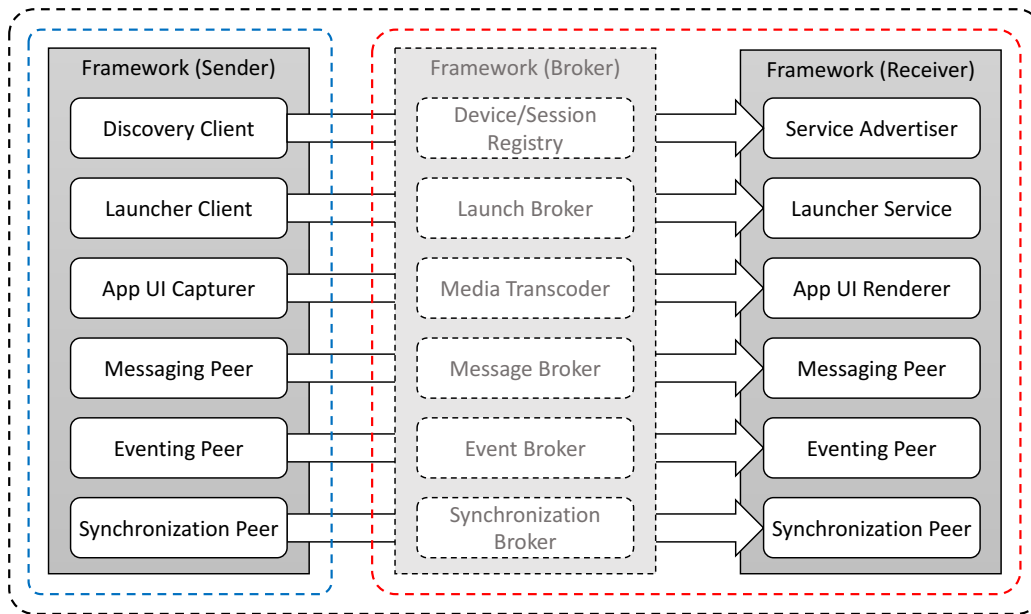 Framework (Sender)
Discovery Client
Launcher Client
App UI Capturer
Messaging Peer
Eventing Peer
Synchronization Peer
Framework (Broker)
Device/Session
Registry
Launch Broker
Media Transcoder
Message Broker
Event Broker
Synchronization
Broker
Framework (Receiver)
Service Advertiser
Launcher Service
App UI Renderer
Messaging Peer
Eventing Peer
Synchronization Peer